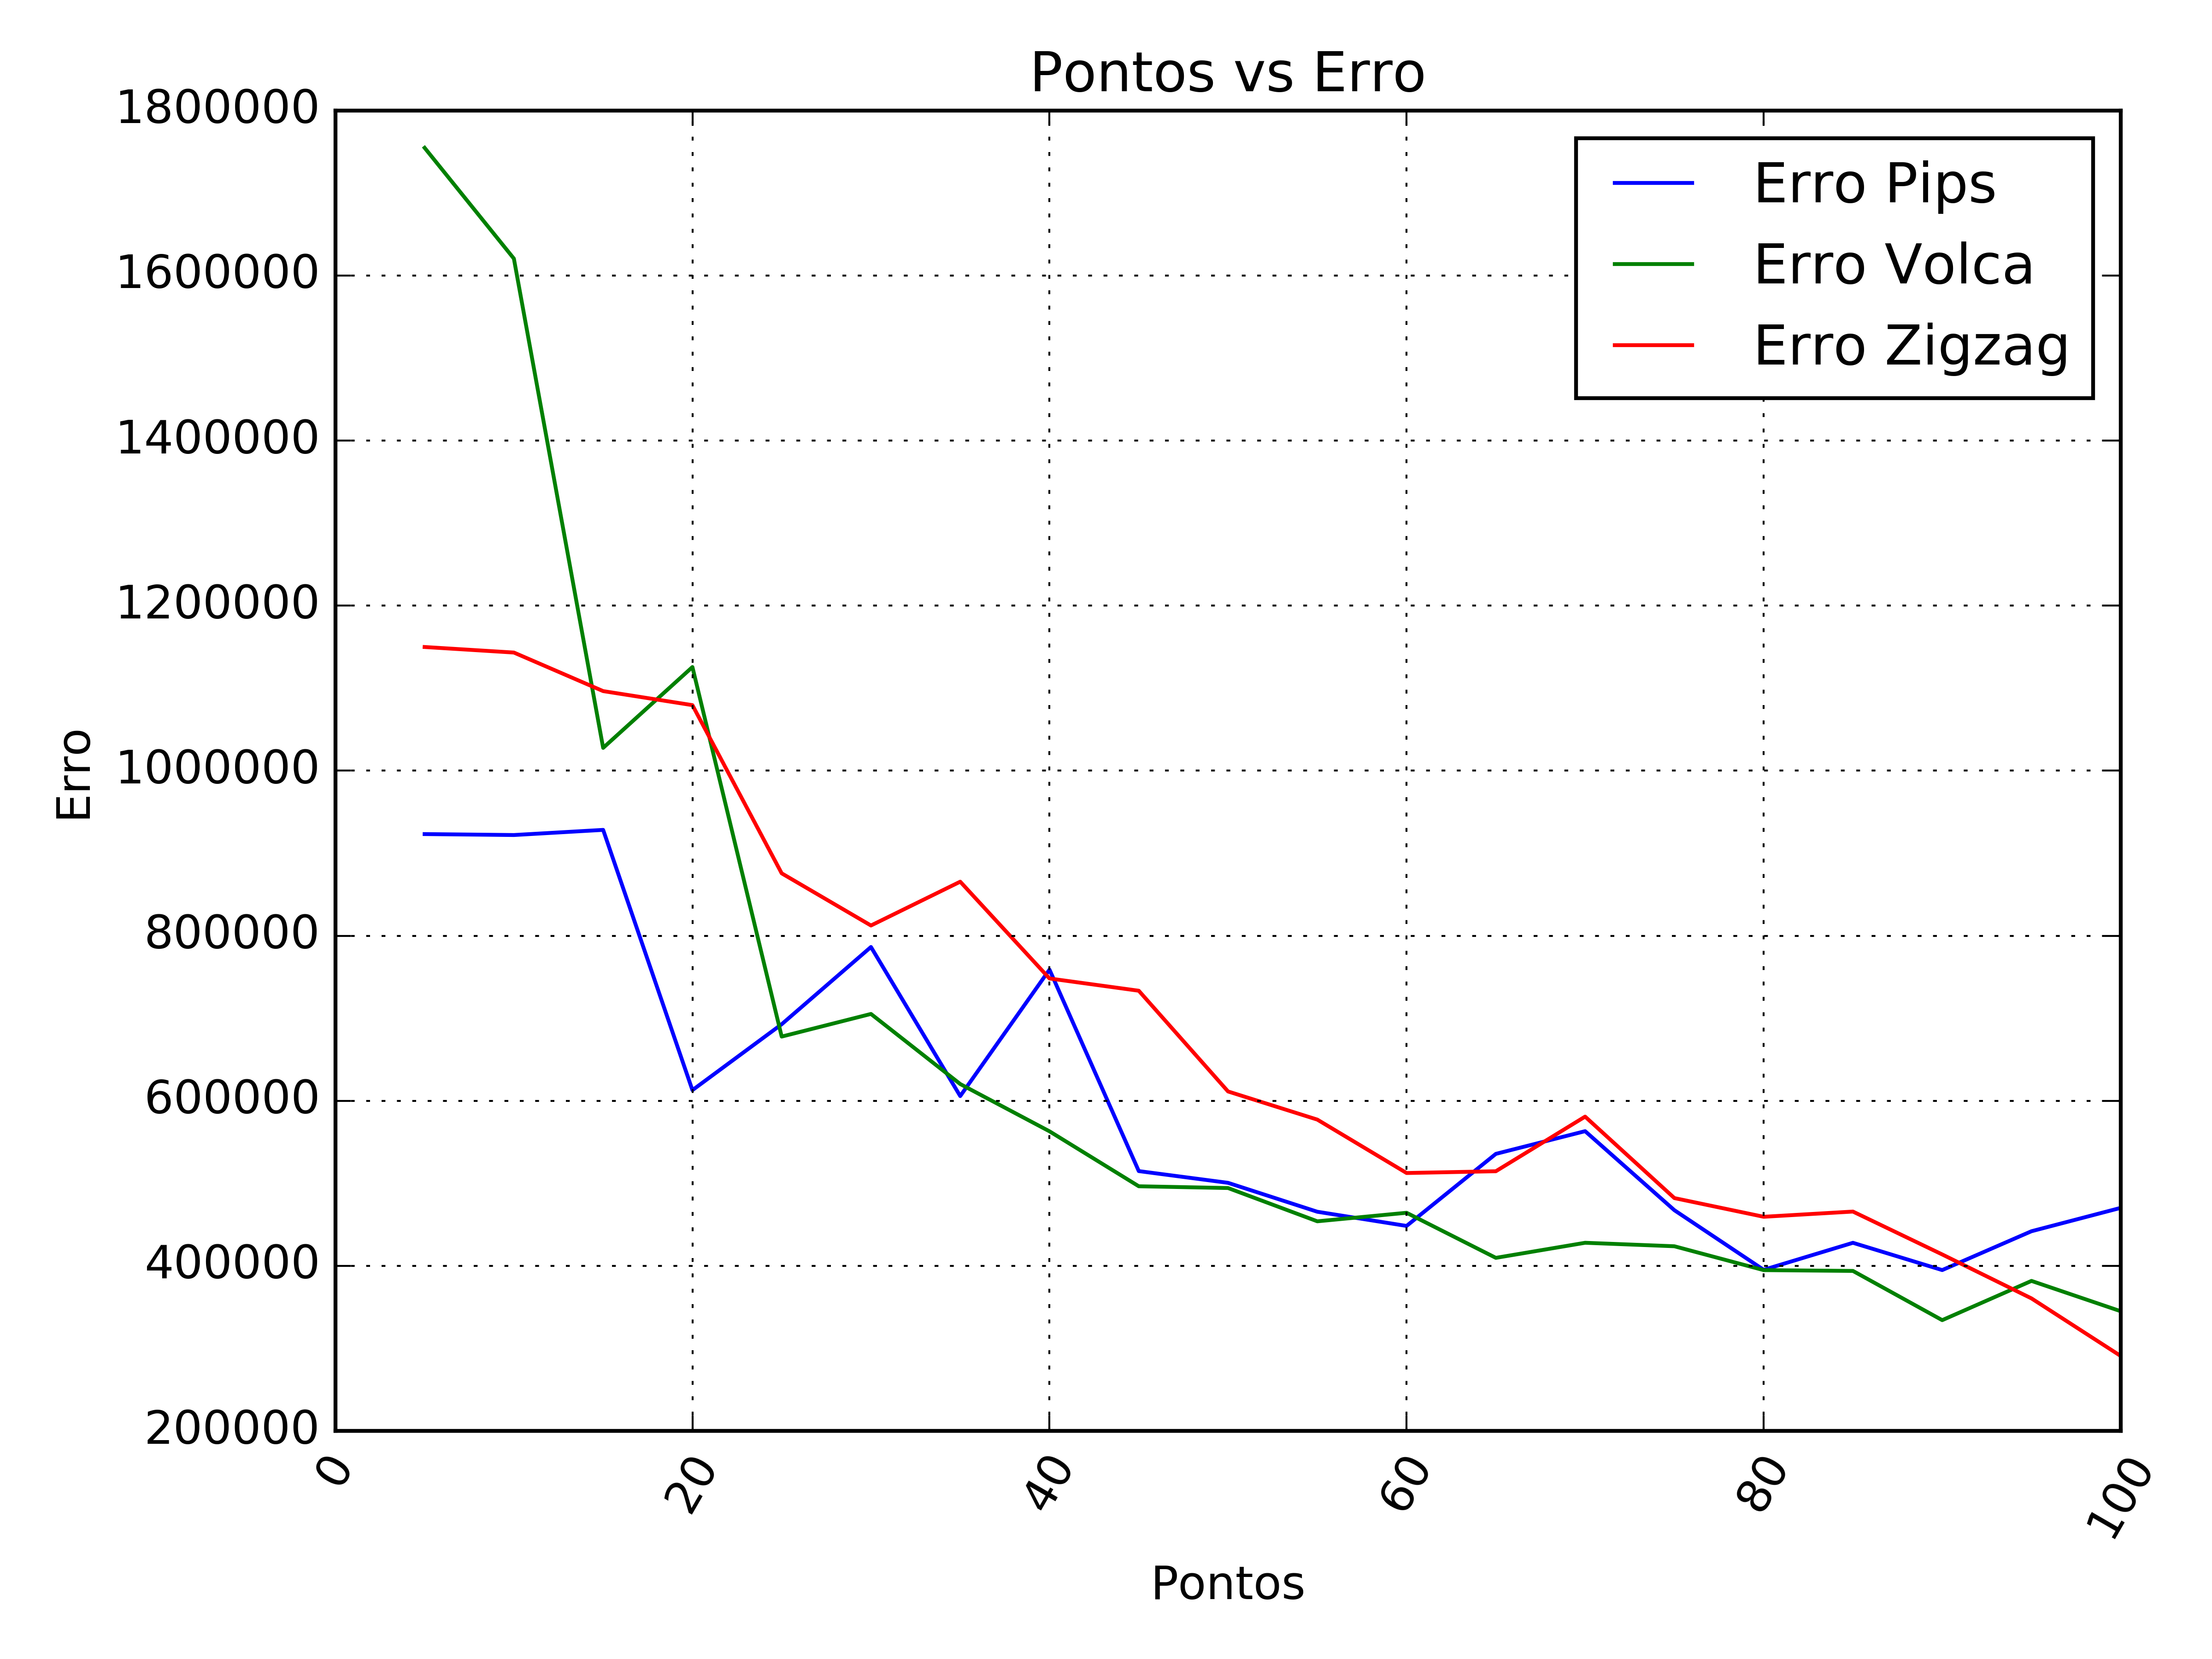 Pontos vs Erro
1800000
1600000
1400000
1200000
1000000
800000
600000
400000
200000
Erro
Erro Pips
Erro Volca
Erro Zigzag
0 20 40 60 80 100
Pontos